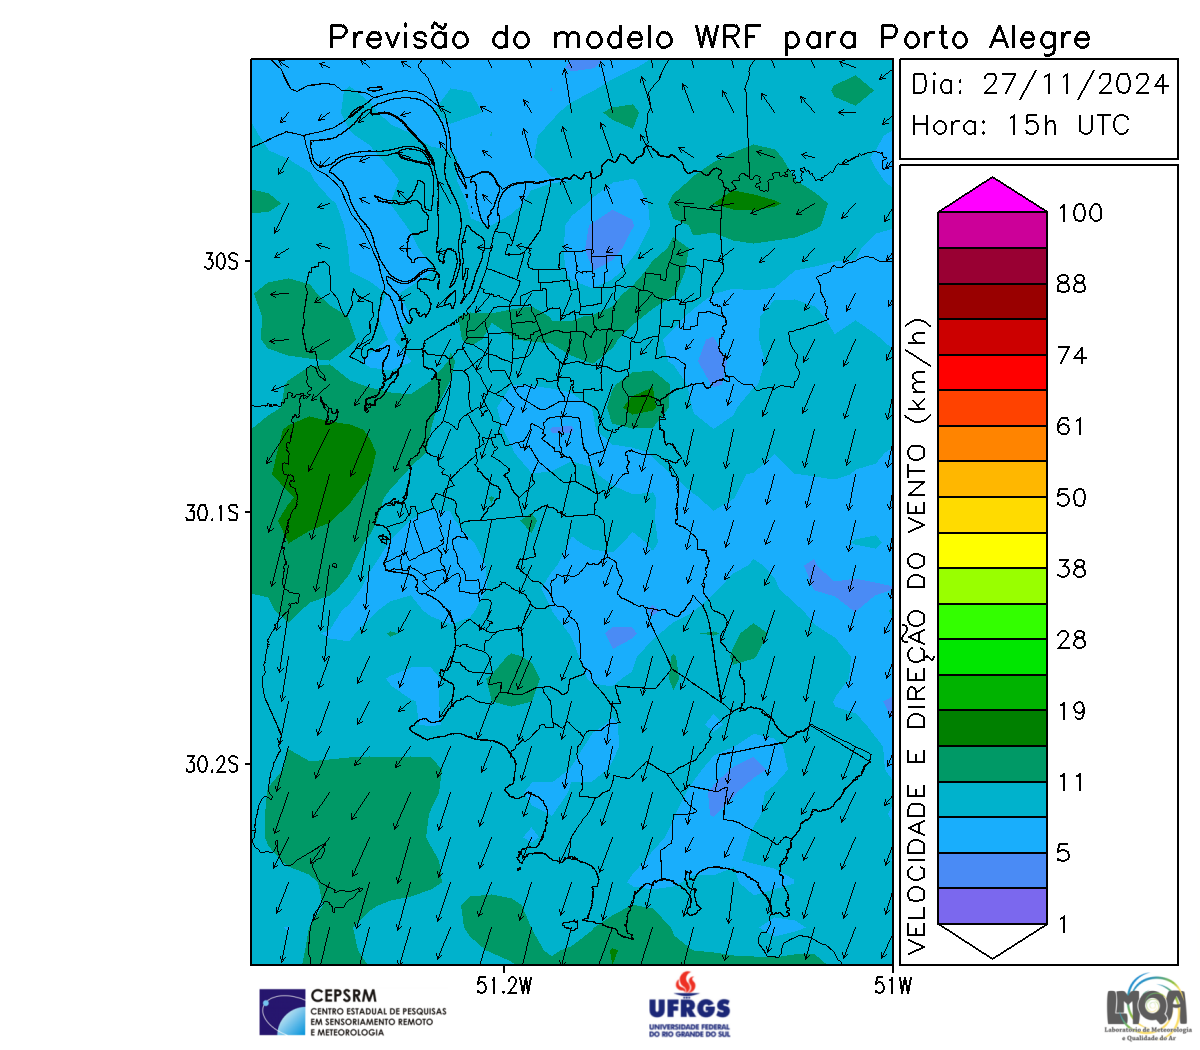 Previsão do modelo WRF para Porto Alegre
Dia: 27/11/2024
Hora: 15h UTC
30S
30.1S
30.2S
51.2W
51W
VELOCIDADE E DIREÇÃO DO VENTO (km/h)
100
88
74
61
50
38
28
19
11
5
1
CEPSRM
CENTRO ESTADUAL DE PESQUISAS
EM SENSORIAMENTO REMOTO
E METEOROLOGIA
UFRGS
UNIVERSIDADE FEDERAL
DO RIO GRANDE DO SUL
LMQA
Laboratório de Meteorologia
e Qualidade do Ar